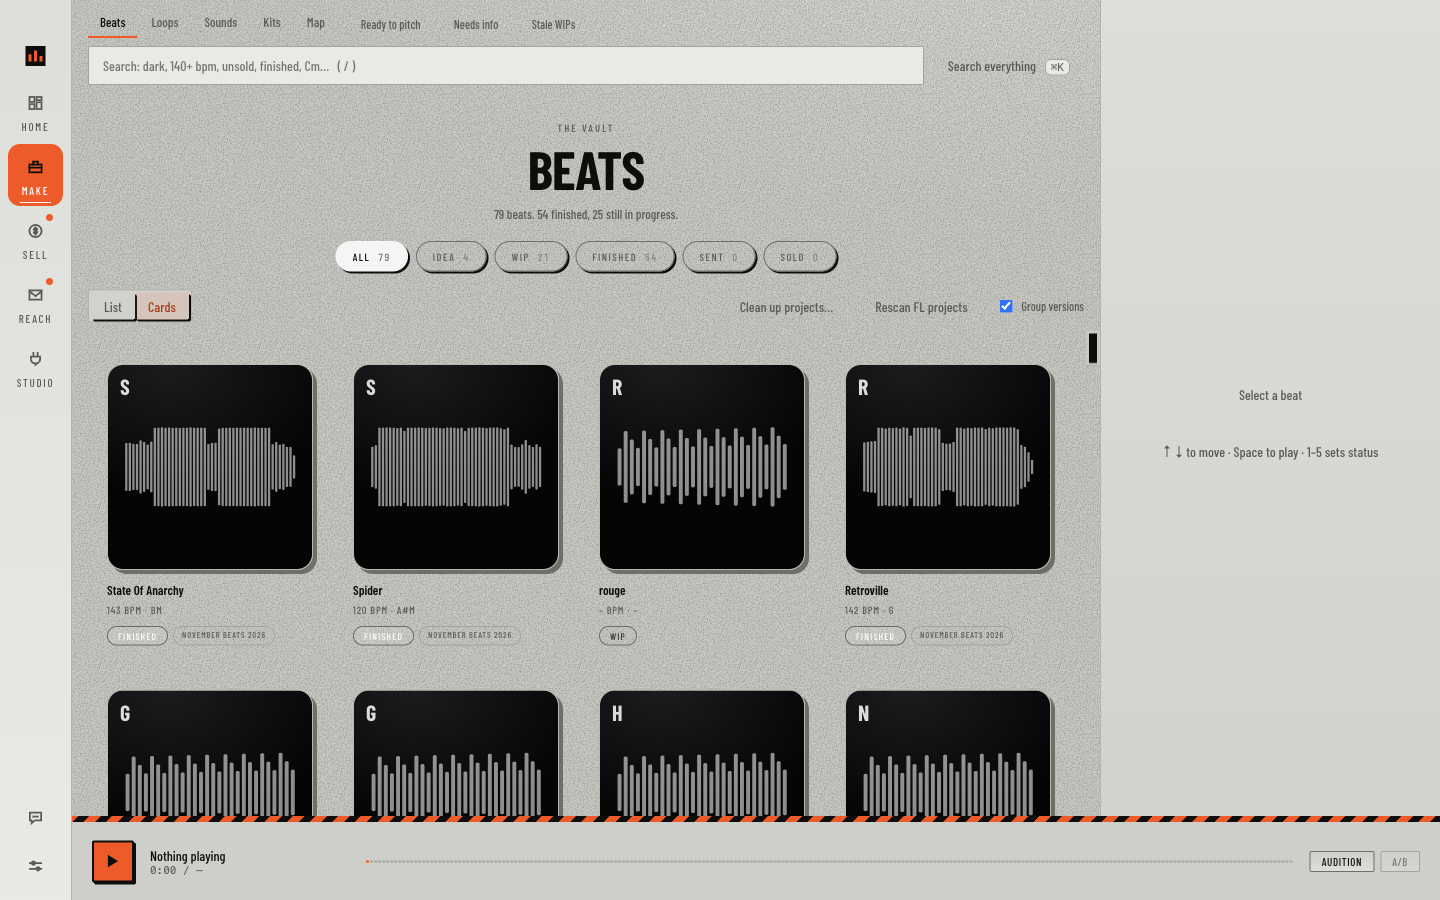 Beats Loops Sounds Kits Map Ready to pitch Needs info Stale WIPs
Search: dark, 140+ bpm, unsold, finished, Cm... ( / )
Search everything ⌘K
HOME
MAKE
SELL
REACH
STUDIO
THE VAULT
BEATS
79 beats. 54 finished, 25 still in progress.
ALL 79 IDEA 4 WIP 21 FINISHED 54 SENT 0 SOLD 0
List Cards
Clean up projects... Rescan FL projects Group versions
S
State Of Anarchy
143 BPM · BM
FINISHED NOVEMBER BEATS 2026
S
Spider
120 BPM · A#M
FINISHED NOVEMBER BEATS 2026
R
rouge
– BPM · –
WIP
R
Retroville
142 BPM · G
FINISHED NOVEMBER BEATS 2026
G
G
H
N
Select a beat
↑ ↓ to move · Space to play · 1–5 sets status
Nothing playing
0:00 / —
AUDITION A/B